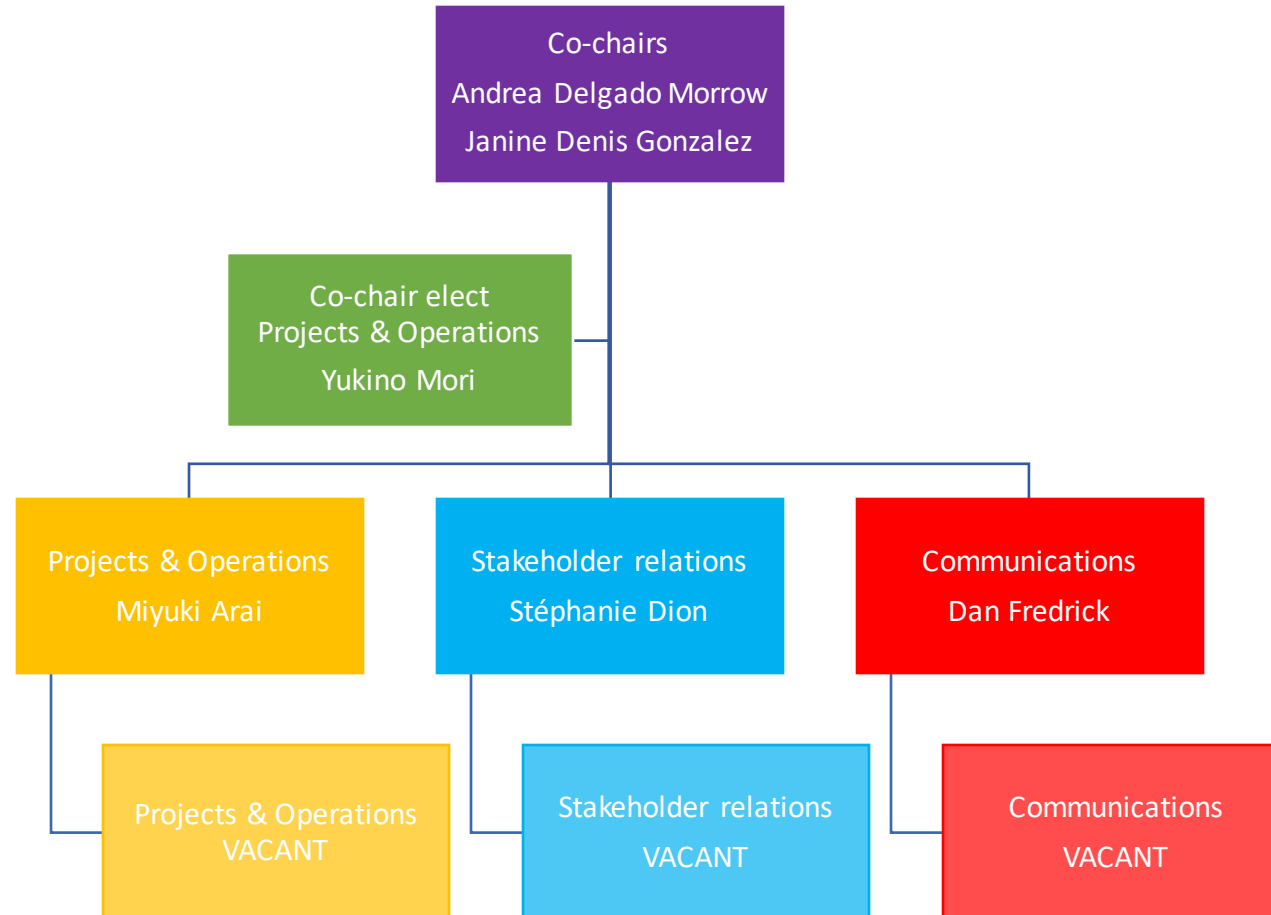 Co-chairs
Andrea Delgado Morrow
Janine Denis Gonzalez
Co-chair elect
Projects & Operations
Yukino Mori
Projects & Operations
Miyuki Arai
Stakeholder relations
Stéphanie Dion
Communications
Dan Fredrick
Projects & Operations
VACANT
Stakeholder relations
VACANT
Communications
VACANT